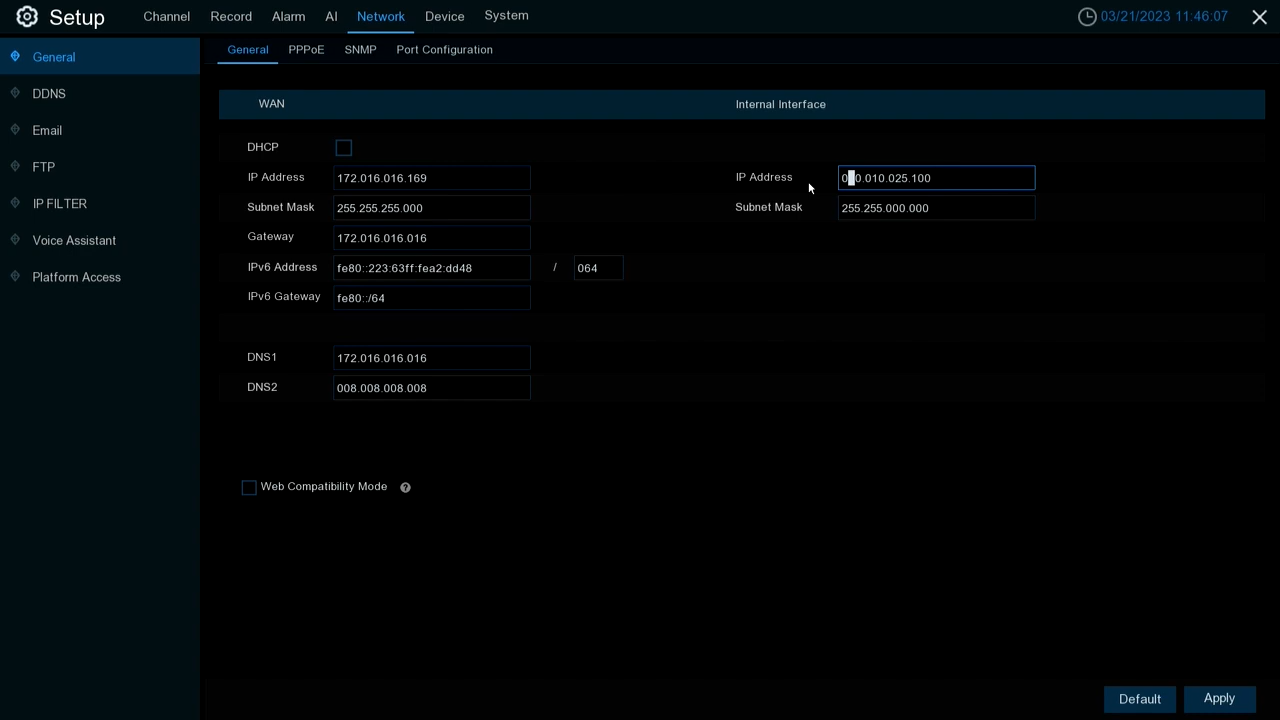 Setup Channel Record Alarm AI Network Device System 03/21/2023 11:46:07
General PPPoE SNMP Port Configuration
General
DDNS
Email
FTP
IP FILTER
Voice Assistant
Platform Access
WAN Internal Interface
DHCP
IP Address 172.016.016.169 IP Address 0 0.010.025.100
Subnet Mask 255.255.255.000 Subnet Mask 255.255.000.000
Gateway 172.016.016.016
IPv6 Address fe80::223:63ff:fea2:dd48 / 064
IPv6 Gateway fe80::/64
DNS1 172.016.016.016
DNS2 008.008.008.008
Web Compatibility Mode ?
Default Apply